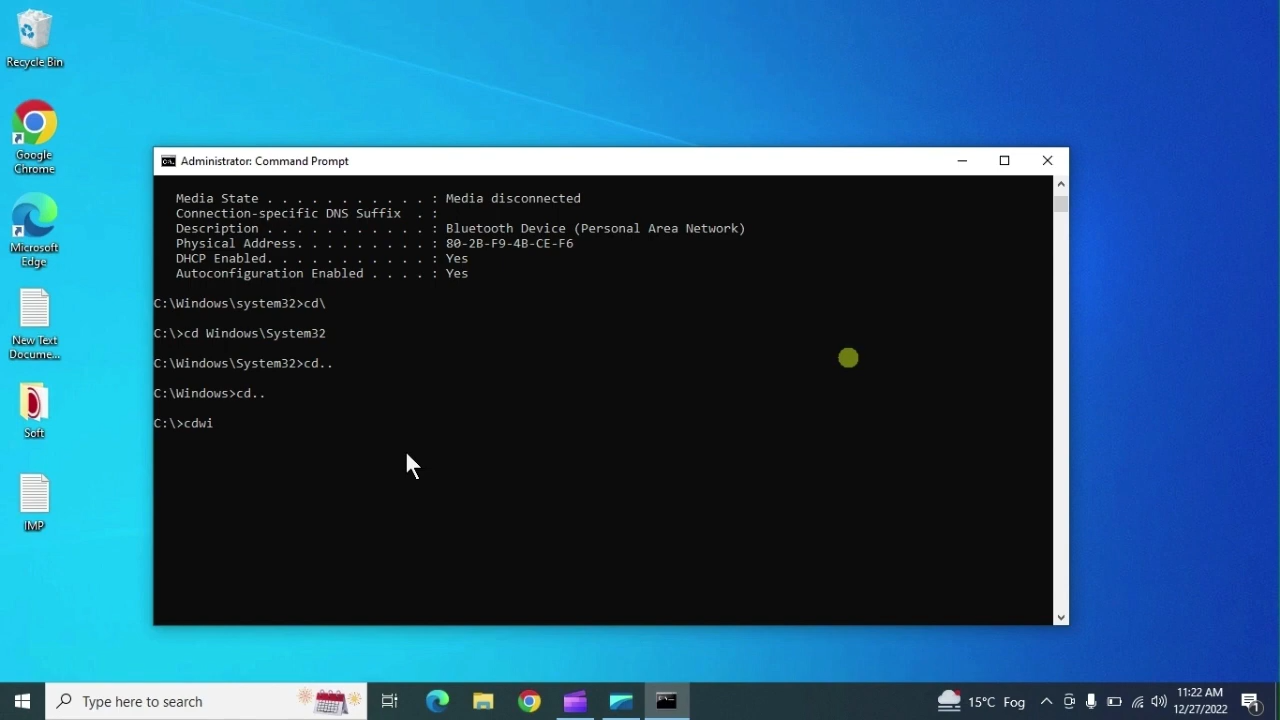 Recycle Bin
Google
Chrome
Microsoft
Edge
New Text
Docume...
Soft
IMP
Administrator: Command Prompt
Media State . . . . . . . . . . . : Media disconnected
Connection-specific DNS Suffix  . :
Description . . . . . . . . . . . : Bluetooth Device (Personal Area Network)
Physical Address. . . . . . . . . : 80-2B-F9-4B-CE-F6
DHCP Enabled. . . . . . . . . . . : Yes
Autoconfiguration Enabled . . . . : Yes
C:\Windows\system32>cd\
C:\>cd Windows\System32
C:\Windows\System32>cd..
C:\Windows>cd..
C:\>cdwi
Type here to search
15°C Fog
11:22 AM
12/27/2022
1